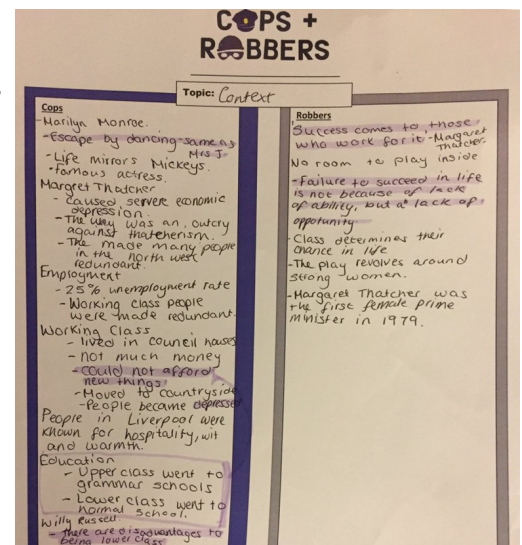 COPS +
ROBBERS
Topic: Context
Cops
-Marilyn Monroe.
-Escape by dancing-same as
Mrs J.
-Life mirrors Mickeys.
-famous actress.
Margret Thatcher
-caused servere economic
depression.
-The play was an outcry
against thatcherism.
-The made many people
in the north west
redundant.
Employment
-25% unemployment rate
-Working class people
were made redundant.
Working Class
-lived in council houses
-not much money
-could not afford
new things
-Moved to countryside
-People became depressed
People in Liverpool were
known for hospitality, wit
and warmth.
Education
-Upper class went to
grammar schools
-Lower class went to
normal school.
Willy Russell
-there are disadvantages to
being lower class
Robbers
Success comes to those
who work for it -Margaret
Thatcher
No room to play inside
-Failure to succeed in life
is not because of lack
of ability, but a lack of
oppotunity
-Class determines their
chance in life
-The play revolves around
strong women.
-Margaret Thatcher was
the first female prime
minister in 1979.